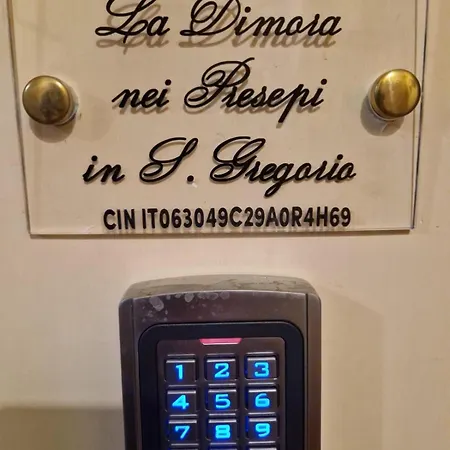 La Dimora
nei Presepi
in S. Gregorio
CIN IT063049C29A0R4H69
1 2 3
4 5 6
7 8 9